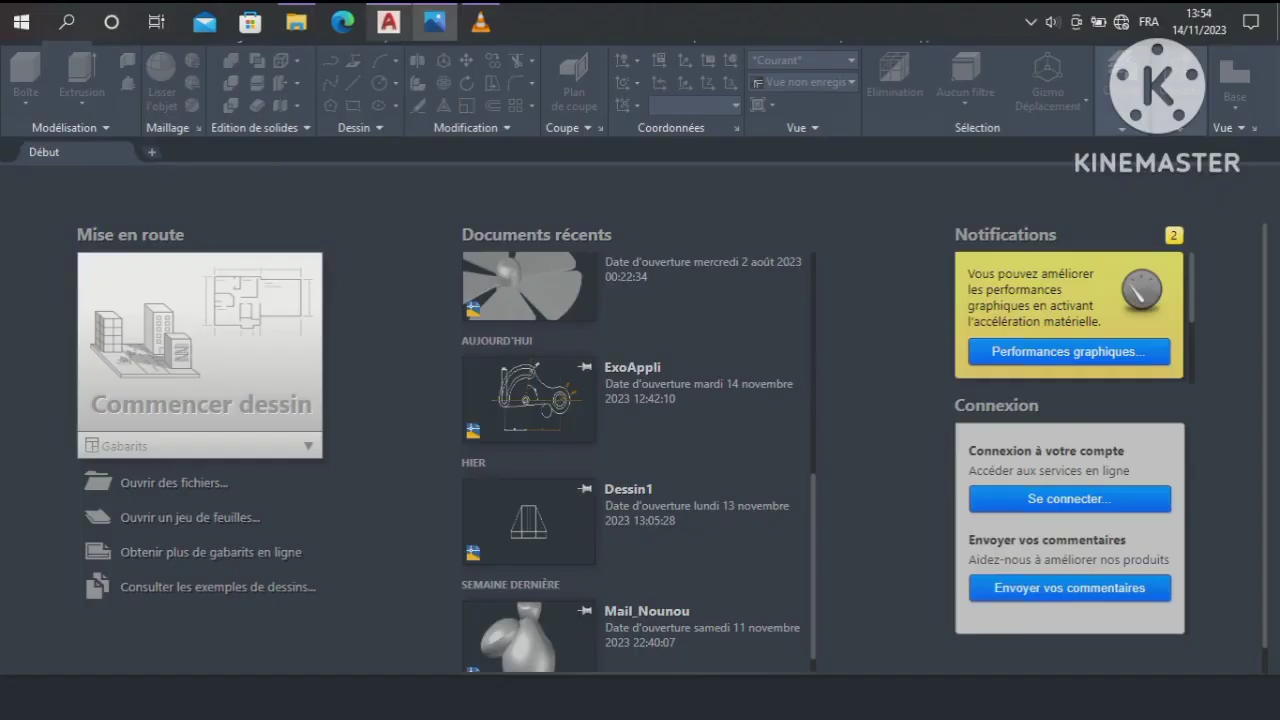 FRA
13:54
14/11/2023
Boîte
Extrusion
Lisser
l'objet
Plan
de coupe
*Courant*
Vue non enregis
Elimination
Aucun filtre
Gizmo
Déplacement
Base
Modélisation
Maillage
Edition de solides
Dessin
Modification
Coupe
Coordonnées
Vue
Sélection
Vue
K
KINEMASTER
Début
Mise en route
Commencer dessin
Gabarits
Ouvrir des fichiers...
Ouvrir un jeu de feuilles...
Obtenir plus de gabarits en ligne
Consulter les exemples de dessins...
Documents récents
Date d'ouverture mercredi 2 août 2023
00:22:34
AUJOURD'HUI
ExoAppli
Date d'ouverture mardi 14 novembre
2023 12:42:10
HIER
Dessin1
Date d'ouverture lundi 13 novembre
2023 13:05:28
SEMAINE DERNIÈRE
Mail_Nounou
Date d'ouverture samedi 11 novembre
2023 22:40:07
Notifications
2
Vous pouvez améliorer
les performances
graphiques en activant
l'accélération matérielle.
Performances graphiques...
Connexion
Connexion à votre compte
Accéder aux services en ligne
Se connecter...
Envoyer vos commentaires
Aidez-nous à améliorer nos produits
Envoyer vos commentaires